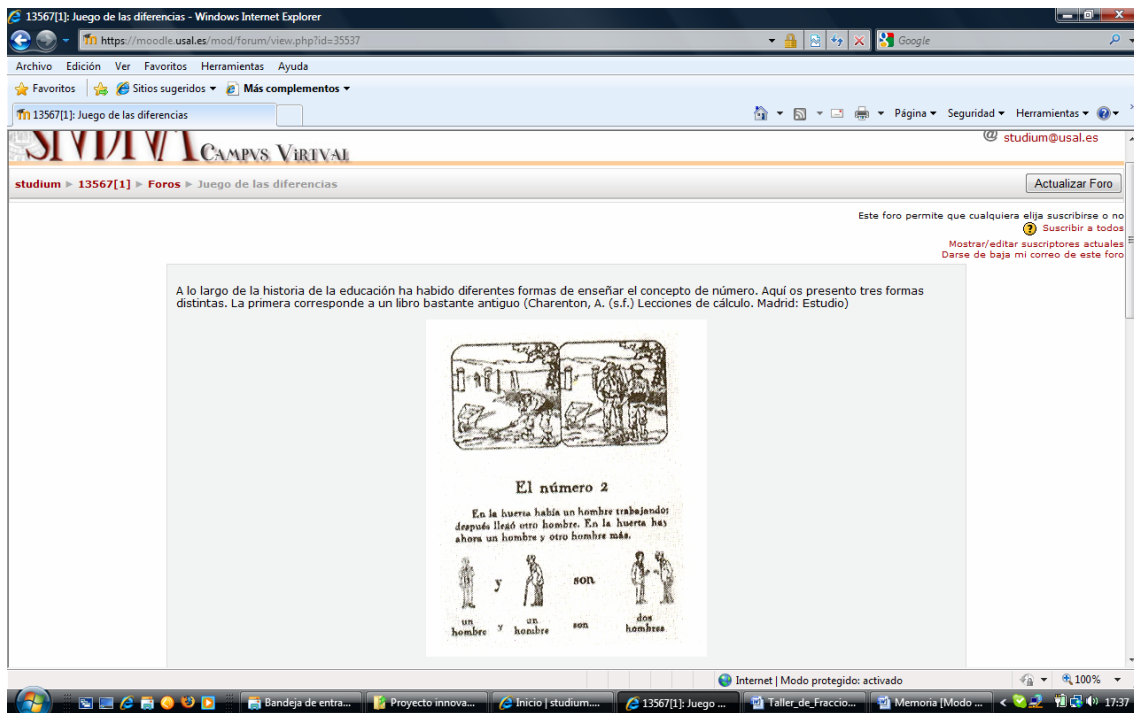 13567[1]: Juego de las diferencias - Windows Internet Explorer
https://moodle.usal.es/mod/forum/view.php?id=35537
Google
Archivo Edición Ver Favoritos Herramientas Ayuda
Favoritos Sitios sugeridos Más complementos
13567[1]: Juego de las diferencias
Página Seguridad Herramientas
STVDIVM CAMPVS VIRTVAL
studium@usal.es
studium ► 13567[1] ► Foros ► Juego de las diferencias
Actualizar Foro
Este foro permite que cualquiera elija suscribirse o no
Suscribir a todos
Mostrar/editar suscriptores actuales
Darse de baja mi correo de este foro
A lo largo de la historia de la educación ha habido diferentes formas de enseñar el concepto de número. Aquí os presento tres formas
distintas. La primera corresponde a un libro bastante antiguo (Charenton, A. (s.f.) Lecciones de cálculo. Madrid: Estudio)
El número 2
En la huerta había un hombre trabajando;
después llegó otro hombre. En la huerta hay
ahora un hombre y otro hombre más.
y son
un hombre y un hombre son dos hombres
Internet | Modo protegido: activado
100%
Bandeja de entra... Proyecto innova... Inicio | studium.... 13567[1]: Juego ... Taller_de_Fraccio... Memoria [Modo ... 17:37